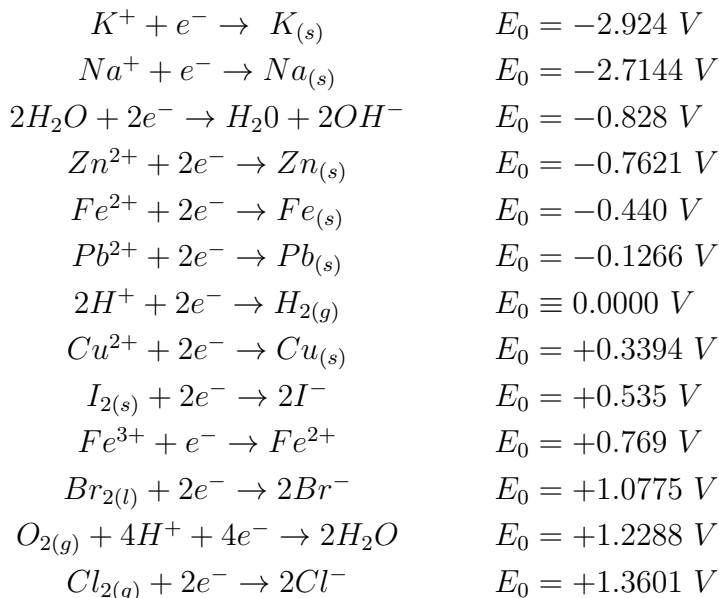 K⁺ + e⁻ → K₍ₛ₎ E₀ = −2.924 V
Na⁺ + e⁻ → Na₍ₛ₎ E₀ = −2.7144 V
2H₂O + 2e⁻ → H₂0 + 2OH⁻ E₀ = −0.828 V
Zn²⁺ + 2e⁻ → Zn₍ₛ₎ E₀ = −0.7621 V
Fe²⁺ + 2e⁻ → Fe₍ₛ₎ E₀ = −0.440 V
Pb²⁺ + 2e⁻ → Pb₍ₛ₎ E₀ = −0.1266 V
2H⁺ + 2e⁻ → H₂₍g₎ E₀ ≡ 0.0000 V
Cu²⁺ + 2e⁻ → Cu₍ₛ₎ E₀ = +0.3394 V
I₂₍ₛ₎ + 2e⁻ → 2I⁻ E₀ = +0.535 V
Fe³⁺ + e⁻ → Fe²⁺ E₀ = +0.769 V
Br₂₍ₗ₎ + 2e⁻ → 2Br⁻ E₀ = +1.0775 V
O₂₍g₎ + 4H⁺ + 4e⁻ → 2H₂O E₀ = +1.2288 V
Cl₂₍g₎ + 2e⁻ → 2Cl⁻ E₀ = +1.3601 V